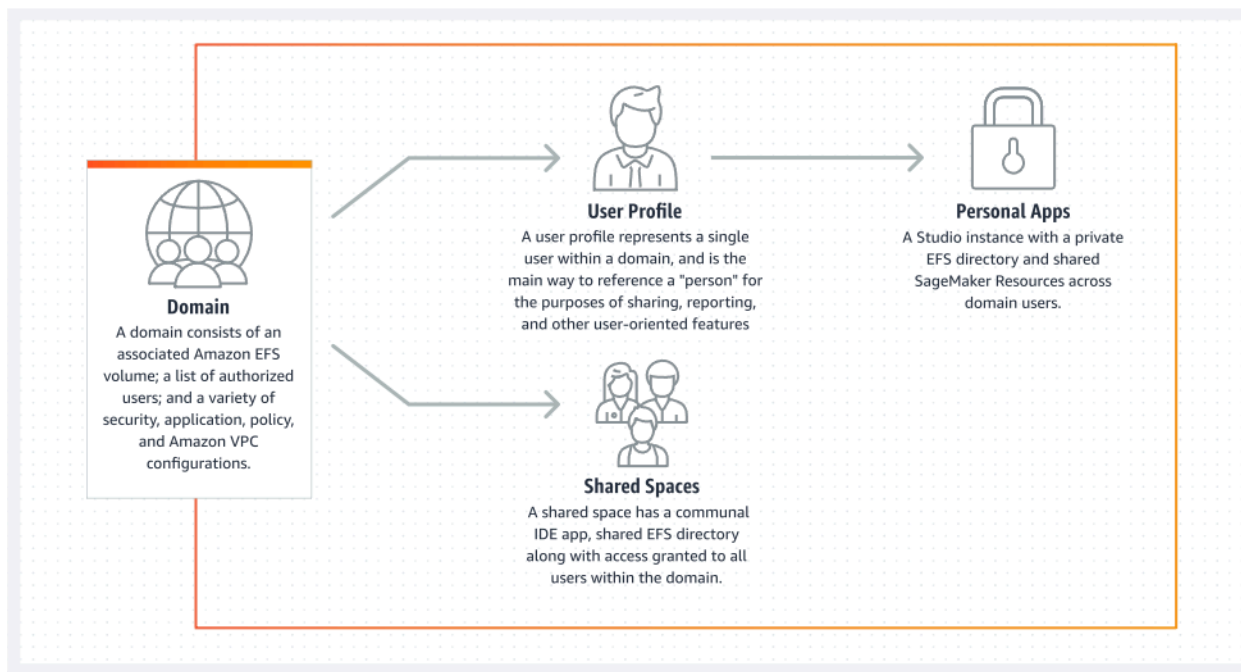 Domain
A domain consists of an
associated Amazon EFS
volume; a list of authorized
users; and a variety of
security, application, policy,
and Amazon VPC
configurations.
User Profile
A user profile represents a single
user within a domain, and is the
main way to reference a "person" for
the purposes of sharing, reporting,
and other user-oriented features
Personal Apps
A Studio instance with a private
EFS directory and shared
SageMaker Resources across
domain users.
Shared Spaces
A shared space has a communal
IDE app, shared EFS directory
along with access granted to all
users within the domain.